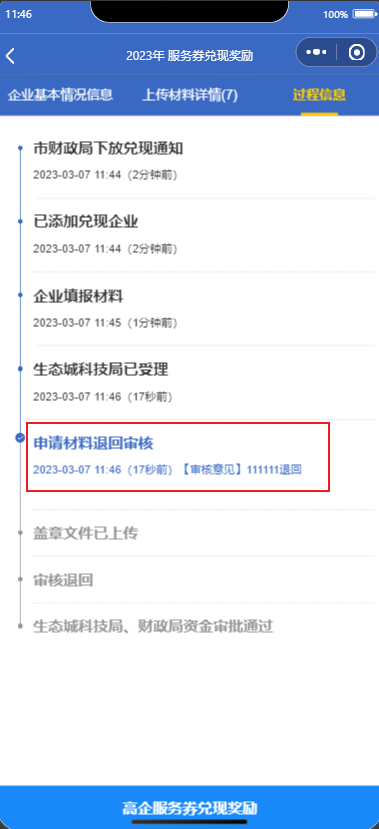 11:46
100%
2023年 服务券兑现奖励
企业基本情况信息
上传材料详情(7)
过程信息
市财政局下放兑现通知
2023-03-07 11:44（2分钟前）
已添加兑现企业
2023-03-07 11:44（2分钟前）
企业填报材料
2023-03-07 11:45（1分钟前）
生态城科技局已受理
2023-03-07 11:46（17秒前）
申请材料退回审核
2023-03-07 11:46（17秒前）【审核意见】111111退回
盖章文件已上传
审核退回
生态城科技局、财政局资金审批通过
高企服务券兑现奖励